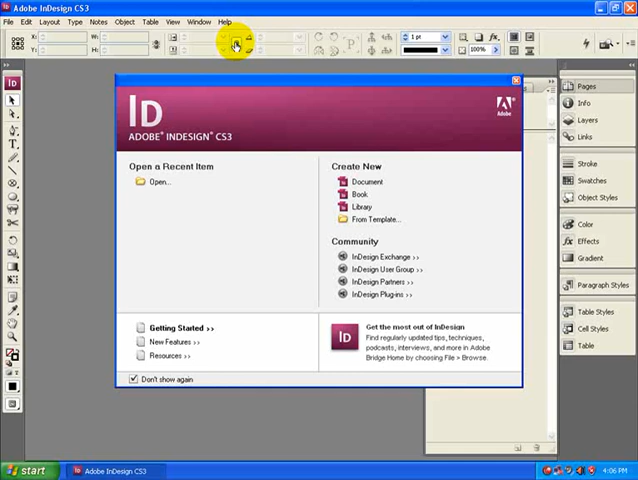 Adobe InDesign CS3
File Edit Layout Type Notes Object Table View Window Help
X: W: 1 pt
Y: H: 100%
ID
ADOBE® INDESIGN® CS3
Adobe
Open a Recent Item
Open...
Create New
Document
Book
Library
From Template...
Community
InDesign Exchange >>
InDesign User Group >>
InDesign Partners >>
InDesign Plug-ins >>
Getting Started >>
New Features >>
Resources >>
Get the most out of InDesign
Find regularly updated tips, techniques,
podcasts, interviews, and more in Adobe
Bridge Home by choosing File > Browse.
Don't show again
Pages
Info
Layers
Links
Stroke
Swatches
Object Styles
Color
Effects
Gradient
Paragraph Styles
Table Styles
Cell Styles
Table
start
Adobe InDesign CS3
4:06 PM